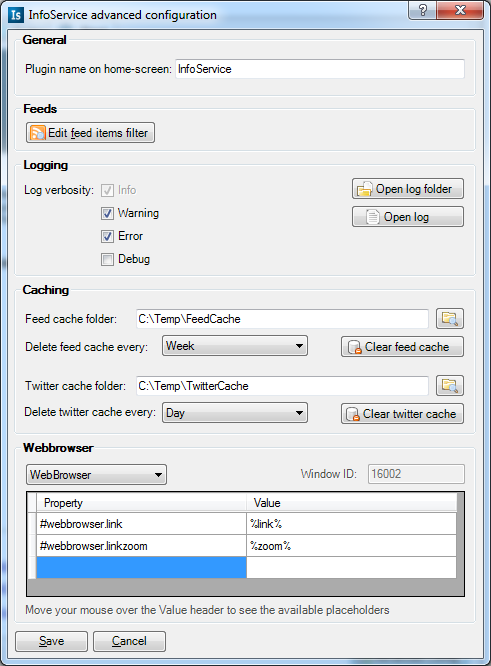 Is InfoService advanced configuration ?
General
Plugin name on home-screen: InfoService
Feeds
Edit feed items filter
Logging
Log verbosity: Info Open log folder
Warning Open log
Error
Debug
Caching
Feed cache folder: C:\Temp\FeedCache
Delete feed cache every: Week Clear feed cache
Twitter cache folder: C:\Temp\TwitterCache
Delete twitter cache every: Day Clear twitter cache
Webbrowser
WebBrowser Window ID: 16002
Property Value
#webbrowser.link %link%
#webbrowser.linkzoom %zoom%
Move your mouse over the Value header to see the available placeholders
Save Cancel